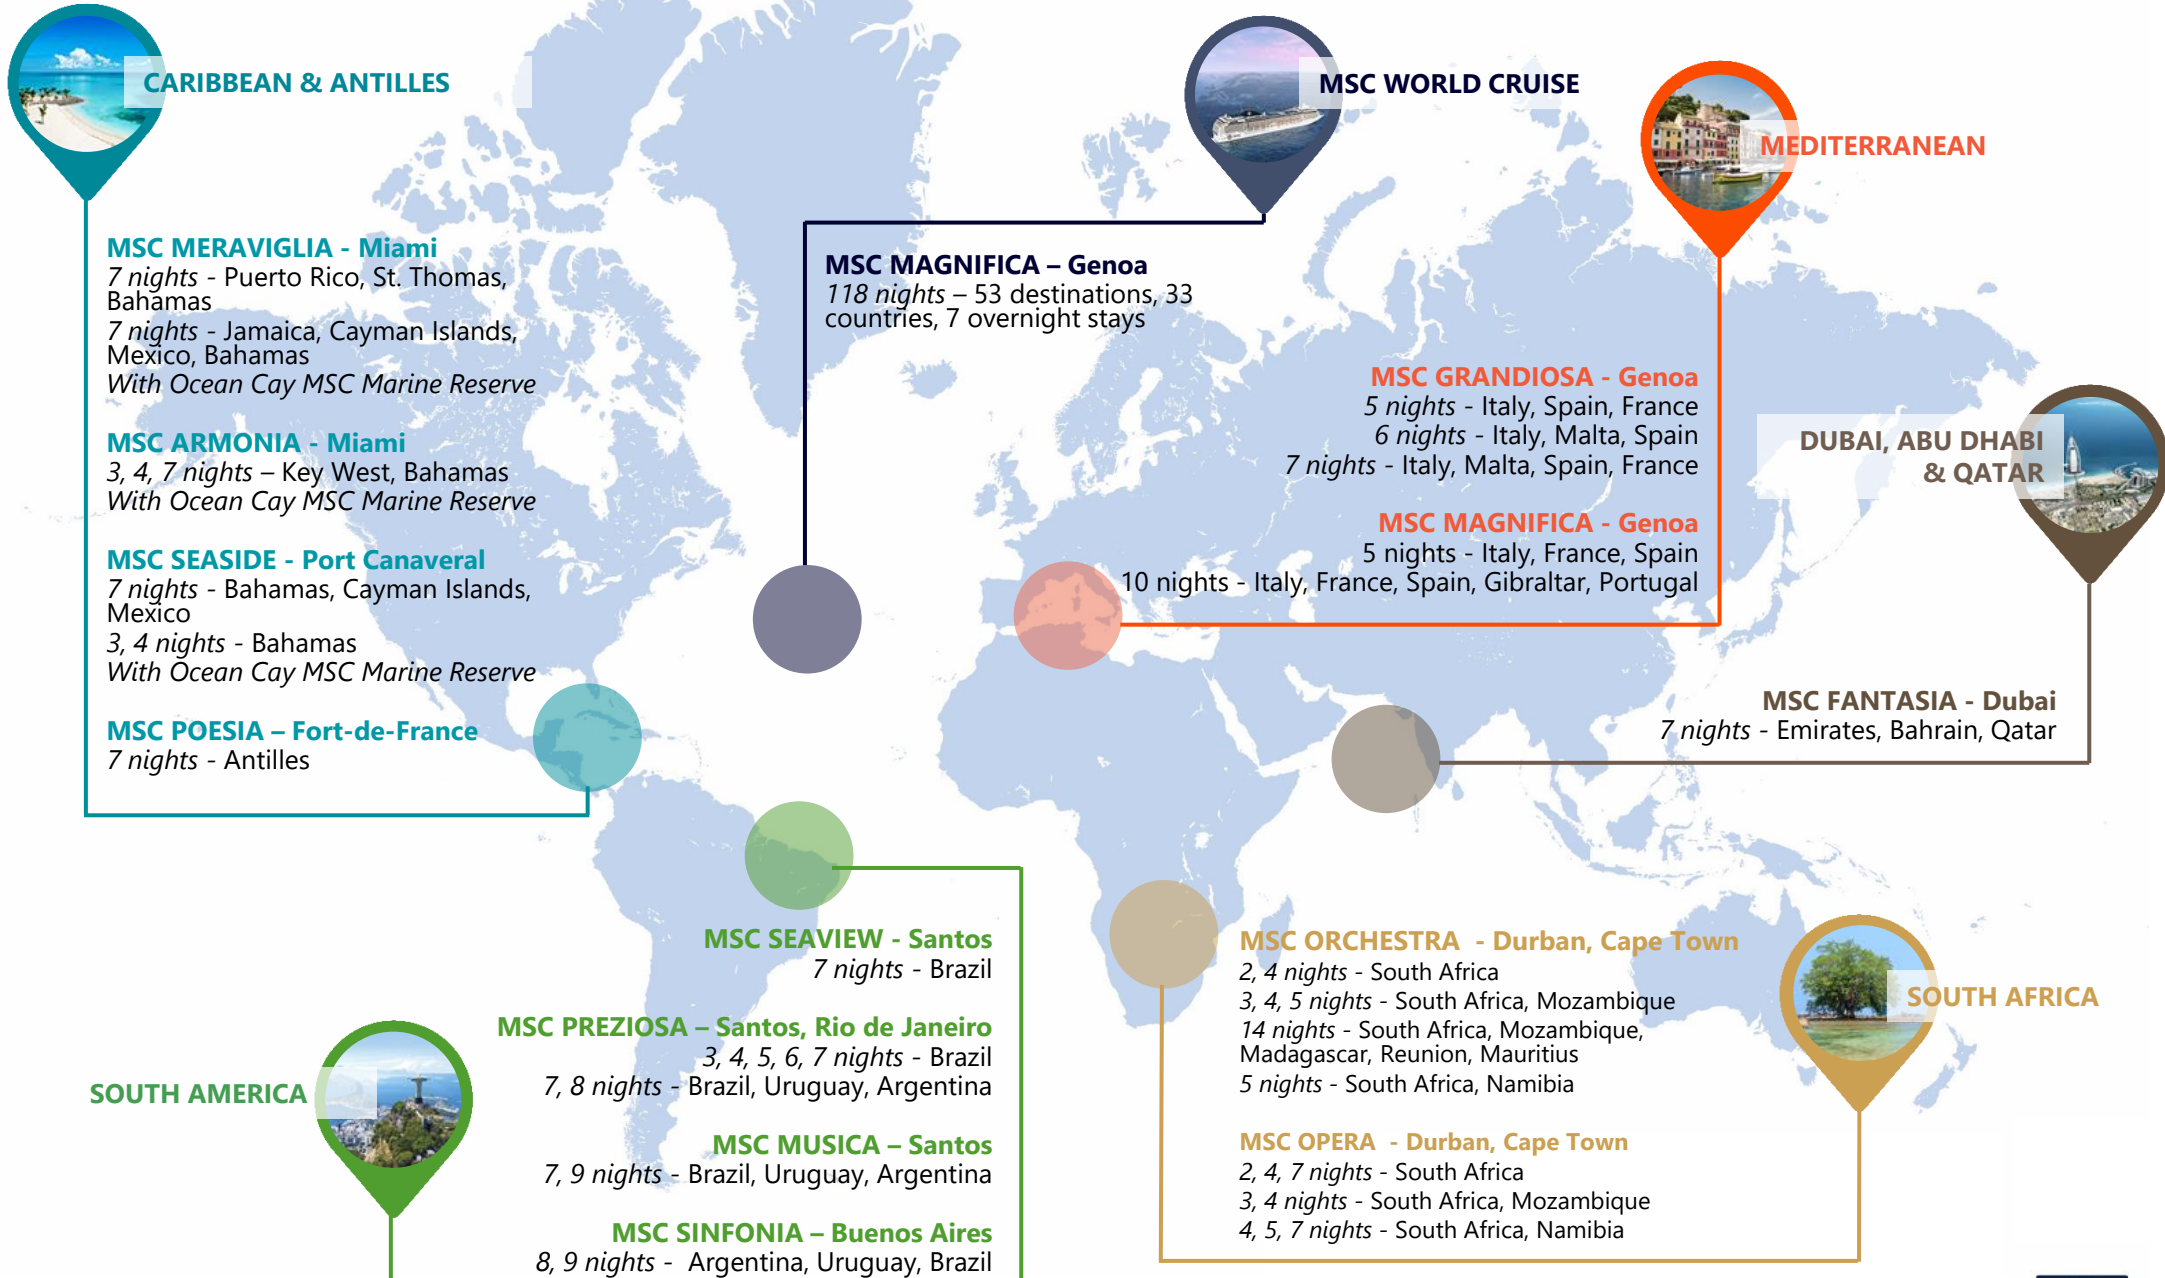 CARIBBEAN & ANTILLES
MSC MERAVIGLIA - Miami
7 nights - Puerto Rico, St. Thomas,
Bahamas
7 nights - Jamaica, Cayman Islands,
Mexico, Bahamas
With Ocean Cay MSC Marine Reserve
MSC ARMONIA - Miami
3, 4, 7 nights – Key West, Bahamas
With Ocean Cay MSC Marine Reserve
MSC SEASIDE - Port Canaveral
7 nights - Bahamas, Cayman Islands,
Mexico
3, 4 nights - Bahamas
With Ocean Cay MSC Marine Reserve
MSC POESIA – Fort-de-France
7 nights - Antilles
MSC WORLD CRUISE
MSC MAGNIFICA – Genoa
118 nights – 53 destinations, 33
countries, 7 overnight stays
MEDITERRANEAN
MSC GRANDIOSA - Genoa
5 nights - Italy, Spain, France
6 nights - Italy, Malta, Spain
7 nights - Italy, Malta, Spain, France
MSC MAGNIFICA - Genoa
5 nights - Italy, France, Spain
10 nights - Italy, France, Spain, Gibraltar, Portugal
DUBAI, ABU DHABI
& QATAR
MSC FANTASIA - Dubai
7 nights - Emirates, Bahrain, Qatar
SOUTH AMERICA
MSC SEAVIEW - Santos
7 nights - Brazil
MSC PREZIOSA – Santos, Rio de Janeiro
3, 4, 5, 6, 7 nights - Brazil
7, 8 nights - Brazil, Uruguay, Argentina
MSC MUSICA – Santos
7, 9 nights - Brazil, Uruguay, Argentina
MSC SINFONIA – Buenos Aires
8, 9 nights - Argentina, Uruguay, Brazil
SOUTH AFRICA
MSC ORCHESTRA - Durban, Cape Town
2, 4 nights - South Africa
3, 4, 5 nights - South Africa, Mozambique
14 nights - South Africa, Mozambique,
Madagascar, Reunion, Mauritius
5 nights - South Africa, Namibia
MSC OPERA - Durban, Cape Town
2, 4, 7 nights - South Africa
3, 4 nights - South Africa, Mozambique
4, 5, 7 nights - South Africa, Namibia